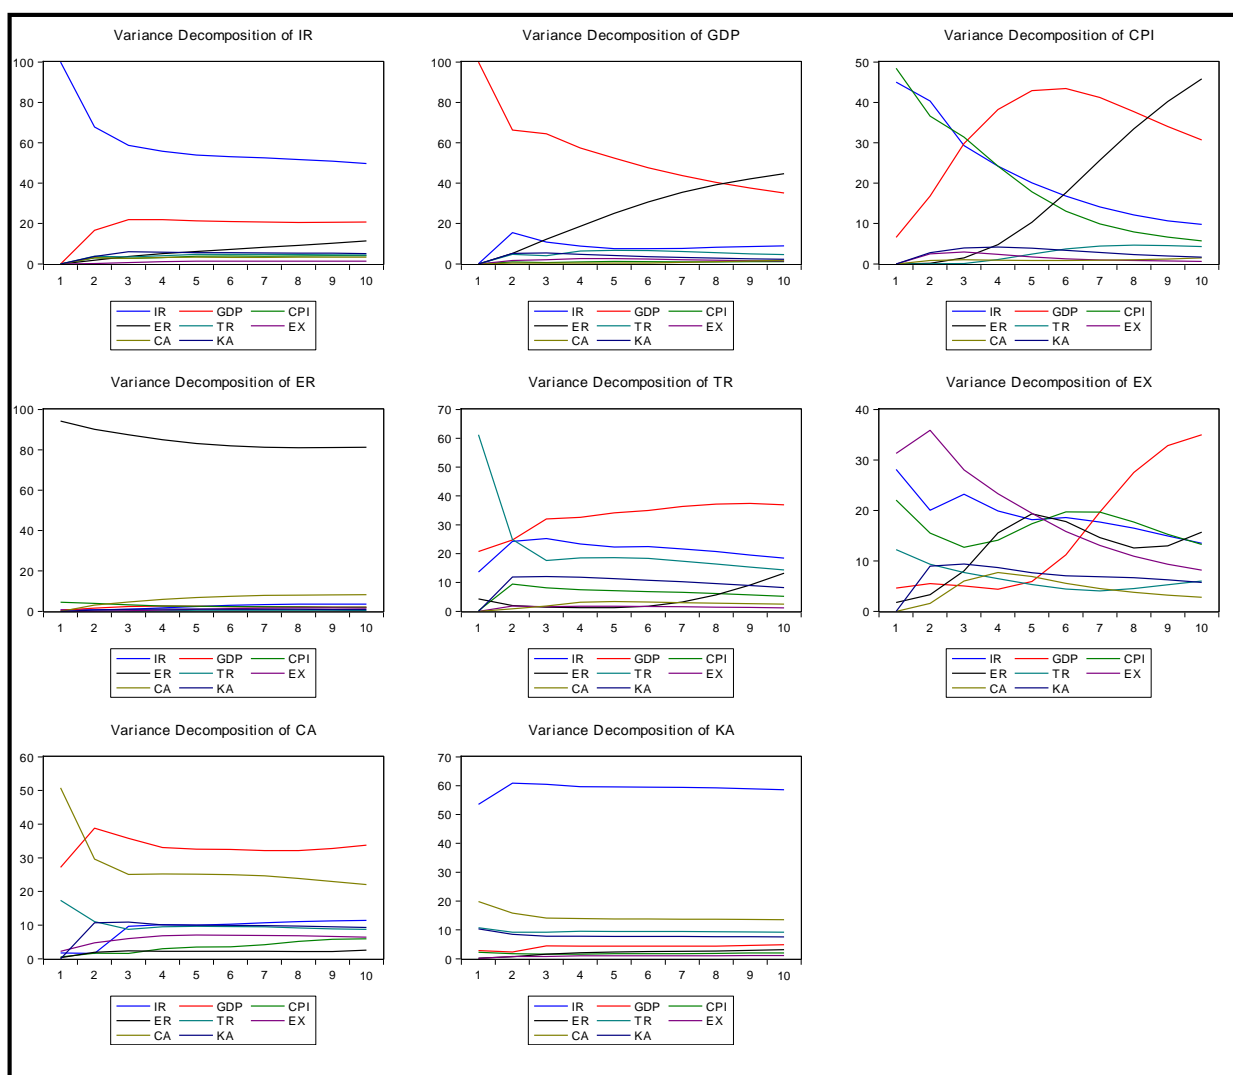 Variance Decomposition of IR
100
80
60
40
20
0
1 2 3 4 5 6 7 8 9 10
IR GDP CPI
ER TR EX
CA KA
Variance Decomposition of GDP
100
80
60
40
20
0
1 2 3 4 5 6 7 8 9 10
IR GDP CPI
ER TR EX
CA KA
Variance Decomposition of CPI
50
40
30
20
10
0
1 2 3 4 5 6 7 8 9 10
IR GDP CPI
ER TR EX
CA KA
Variance Decomposition of ER
100
80
60
40
20
0
1 2 3 4 5 6 7 8 9 10
IR GDP CPI
ER TR EX
CA KA
Variance Decomposition of TR
70
60
50
40
30
20
10
0
1 2 3 4 5 6 7 8 9 10
IR GDP CPI
ER TR EX
CA KA
Variance Decomposition of EX
40
30
20
10
0
1 2 3 4 5 6 7 8 9 10
IR GDP CPI
ER TR EX
CA KA
Variance Decomposition of CA
60
50
40
30
20
10
0
1 2 3 4 5 6 7 8 9 10
IR GDP CPI
ER TR EX
CA KA
Variance Decomposition of KA
70
60
50
40
30
20
10
0
1 2 3 4 5 6 7 8 9 10
IR GDP CPI
ER TR EX
CA KA